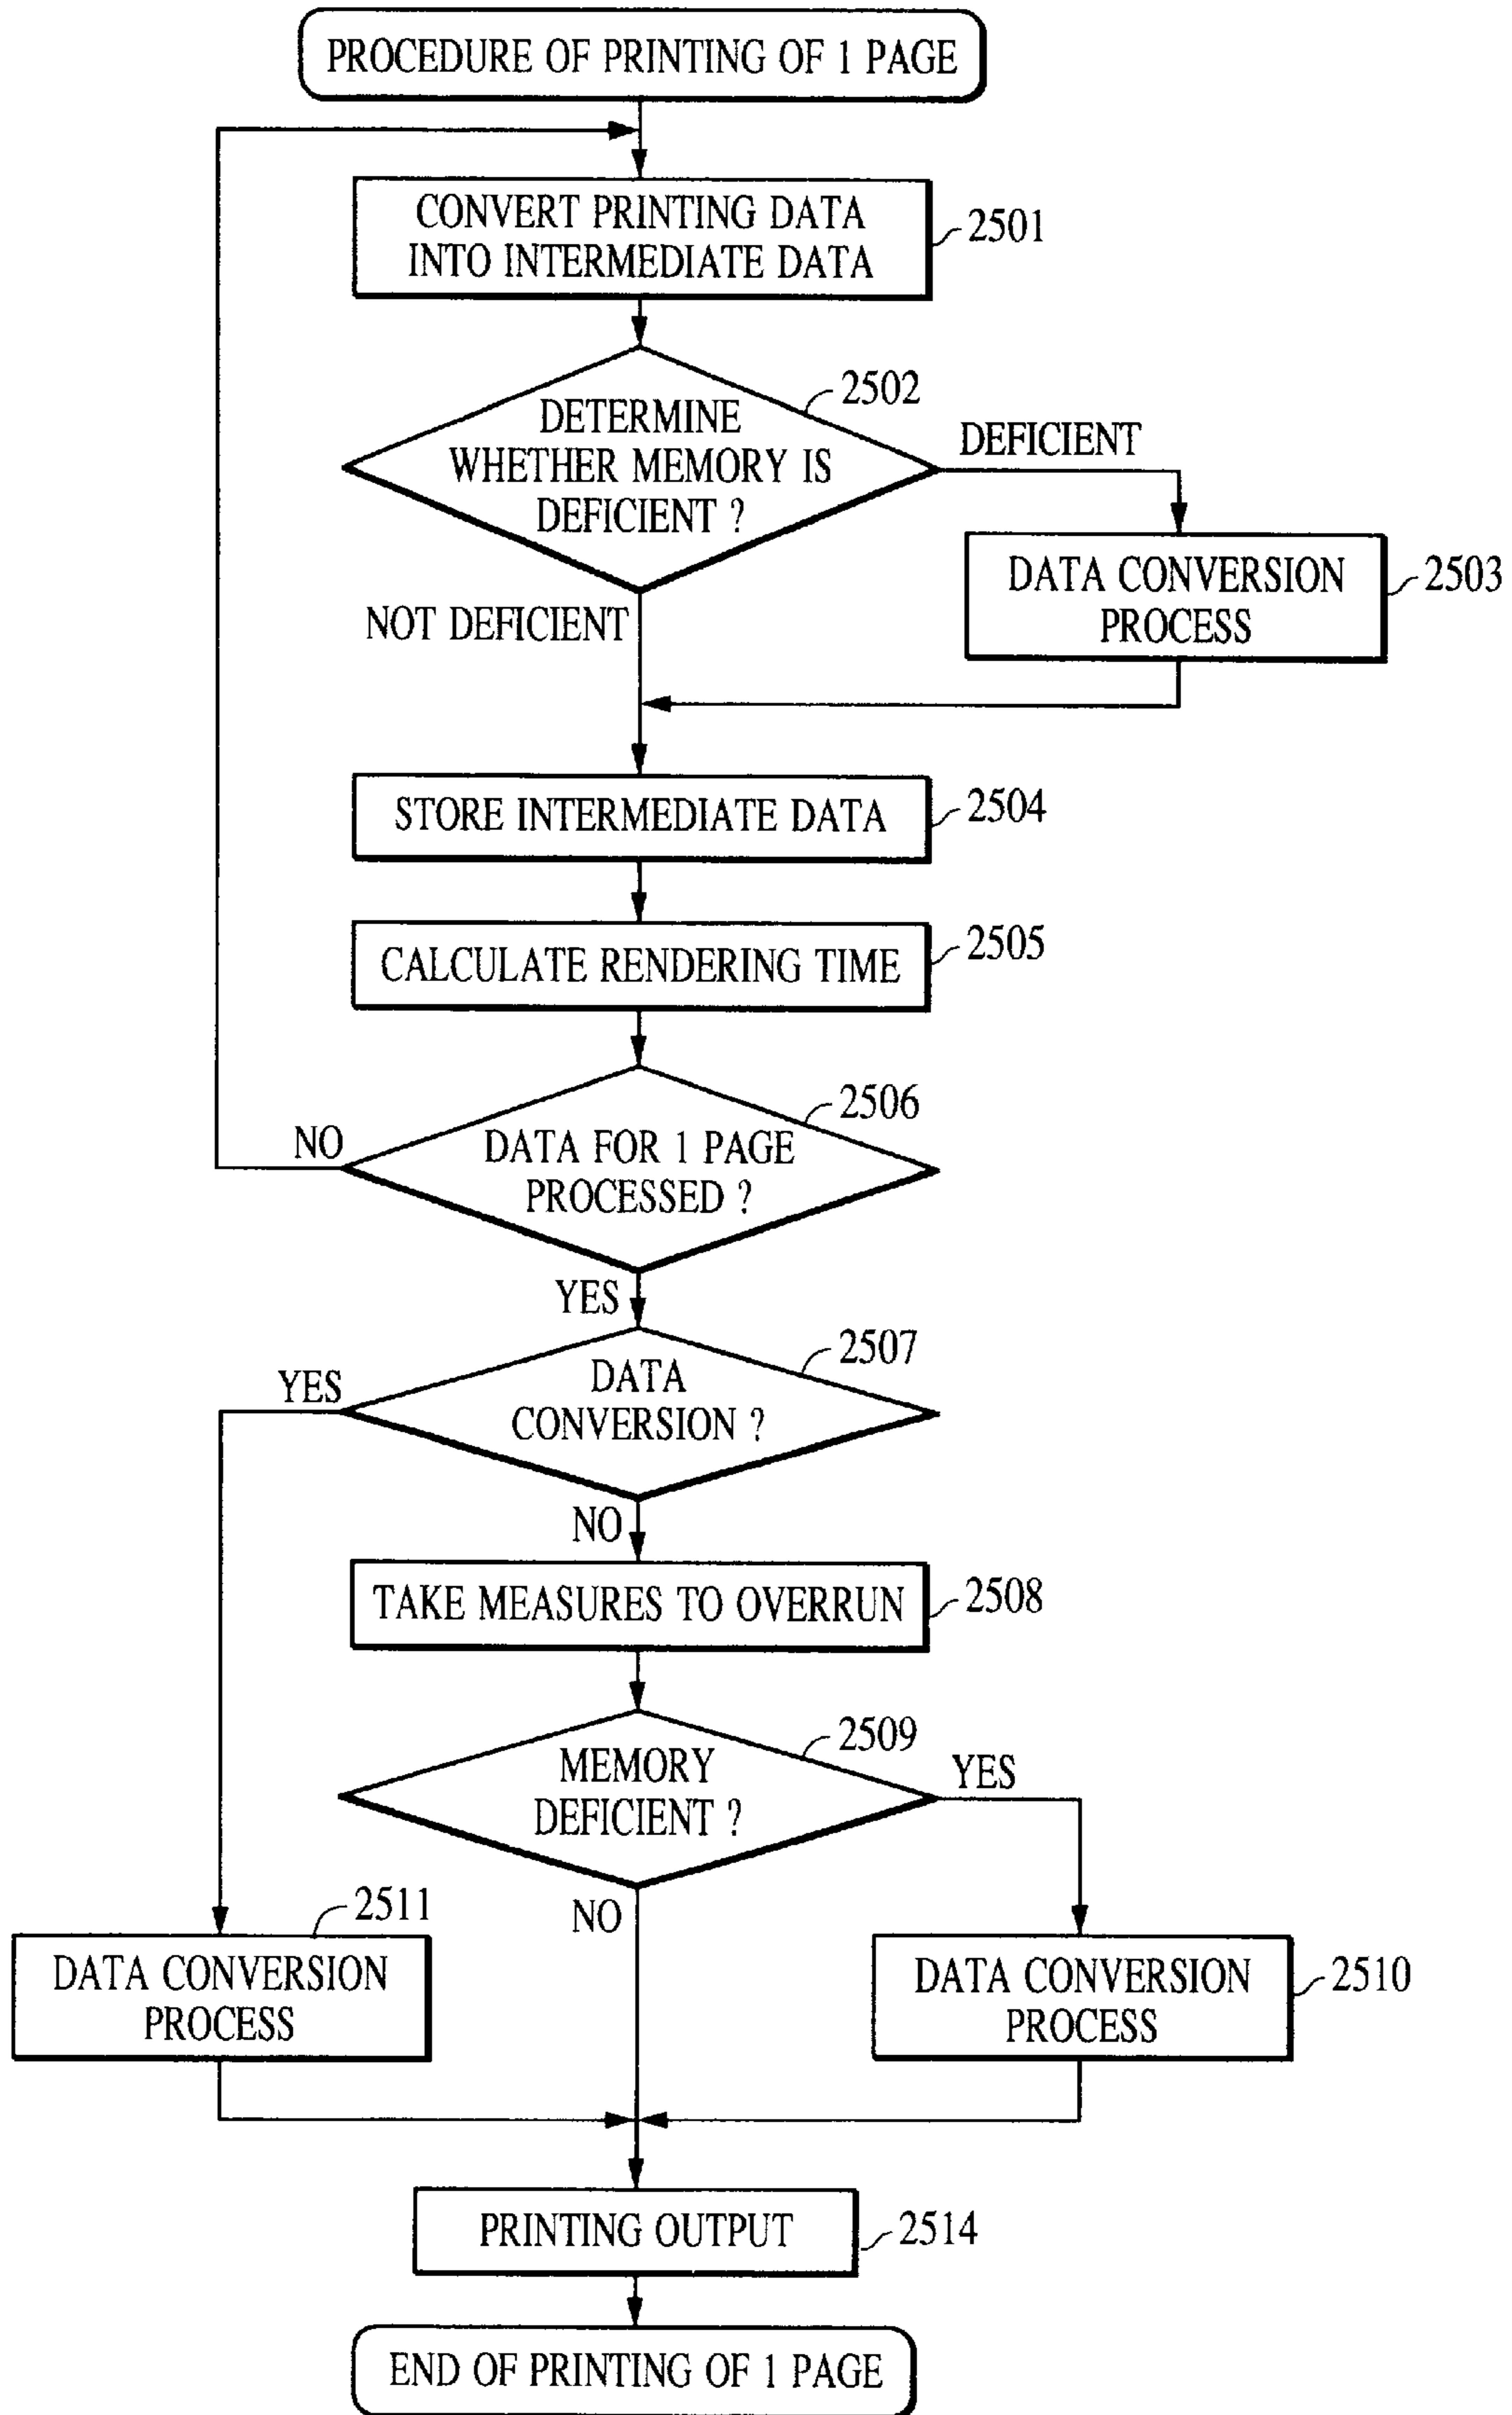 PROCEDURE OF PRINTING OF 1 PAGE
CONVERT PRINTING DATA
INTO INTERMEDIATE DATA
2501
2502
DETERMINE
WHETHER MEMORY IS
DEFICIENT ?
DEFICIENT
DATA CONVERSION
PROCESS
2503
NOT DEFICIENT
STORE INTERMEDIATE DATA
2504
CALCULATE RENDERING TIME
2505
2506
NO
DATA FOR 1 PAGE
PROCESSED ?
YES
2507
YES
DATA
CONVERSION ?
NO
TAKE MEASURES TO OVERRUN
2508
2509
MEMORY
DEFICIENT ?
YES
NO
2511
DATA CONVERSION
PROCESS
DATA CONVERSION
PROCESS
2510
PRINTING OUTPUT
2514
END OF PRINTING OF 1 PAGE